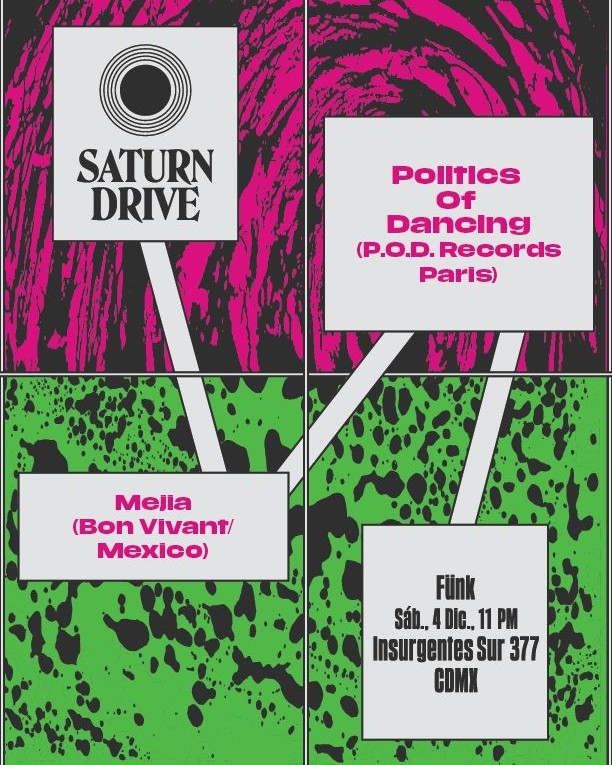 SATURN
DRIVE
Politics
Of
Dancing
(P.O.D. Records
Paris)
Mejia
(Bon Vivant/
Mexico)
Fünk
Sáb., 4 Dic., 11 PM
Insurgentes Sur 377
CDMX